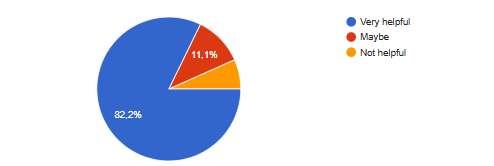 Very helpful
Maybe
Not helpful
11,1%
82,2%